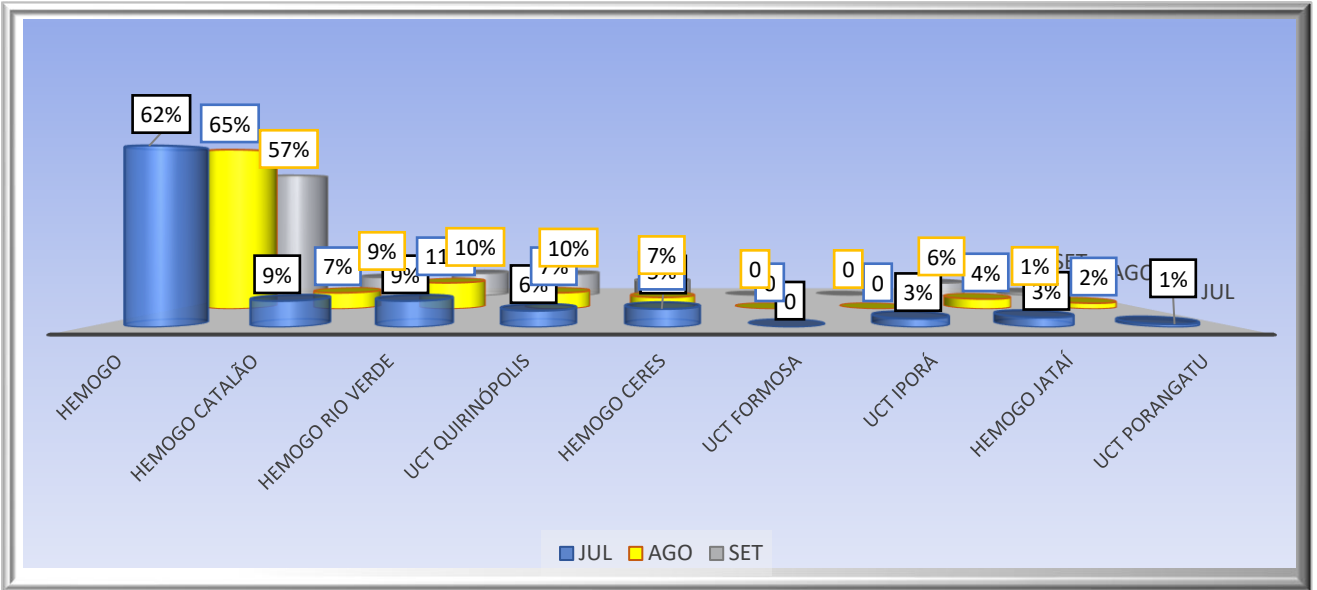 62%
65%
57%
9%
7%
9%
9%
11
10%
7%
10%
7%
0
0
0
0
0
3%
6%
4%
3%
1%
2%
1%
SET
AGO
JUL
HEMOGO
HEMOGO CATALÃO
HEMOGO RIO VERDE
UCT QUIRINÓPOLIS
HEMOGO CERES
UCT FORMOSA
UCT IPORÁ
HEMOGO JATAÍ
UCT PORANGATU
JUL AGO SET